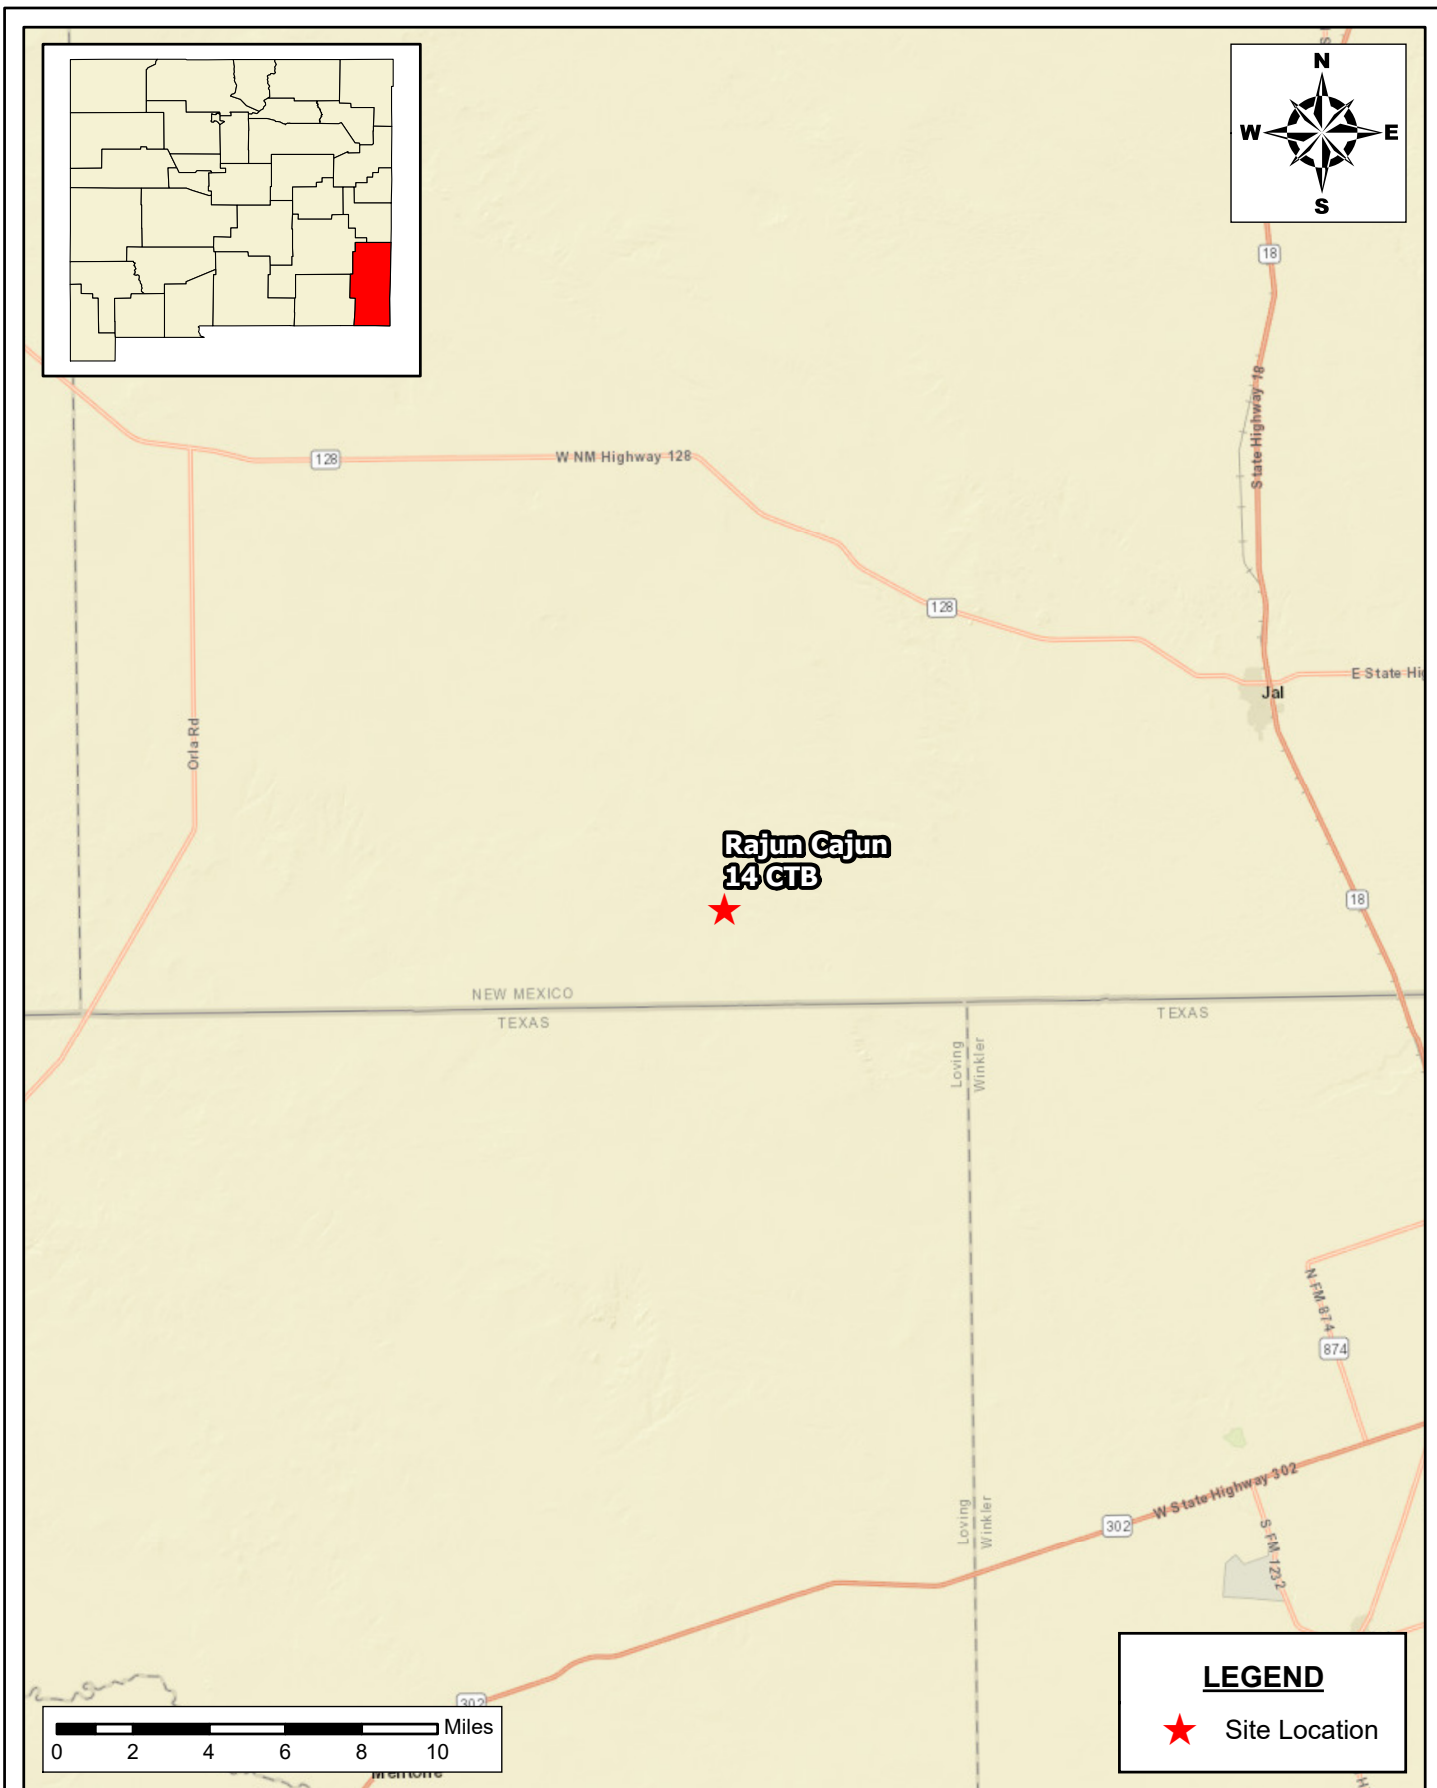 N
W E
S
18
State Highway 18
128
W NM Highway 128
128
E State Hi
Jal
Orla Rd
Rajun Cajun
14 CTB
18
NEW MEXICO
TEXAS
TEXAS
Loving
Winkler
N FM 874
874
W State Highway 302
302
Loving
Winkler
S FM 1232
302
LEGEND
Site Location
Miles
0 2 4 6 8 10
Mentone